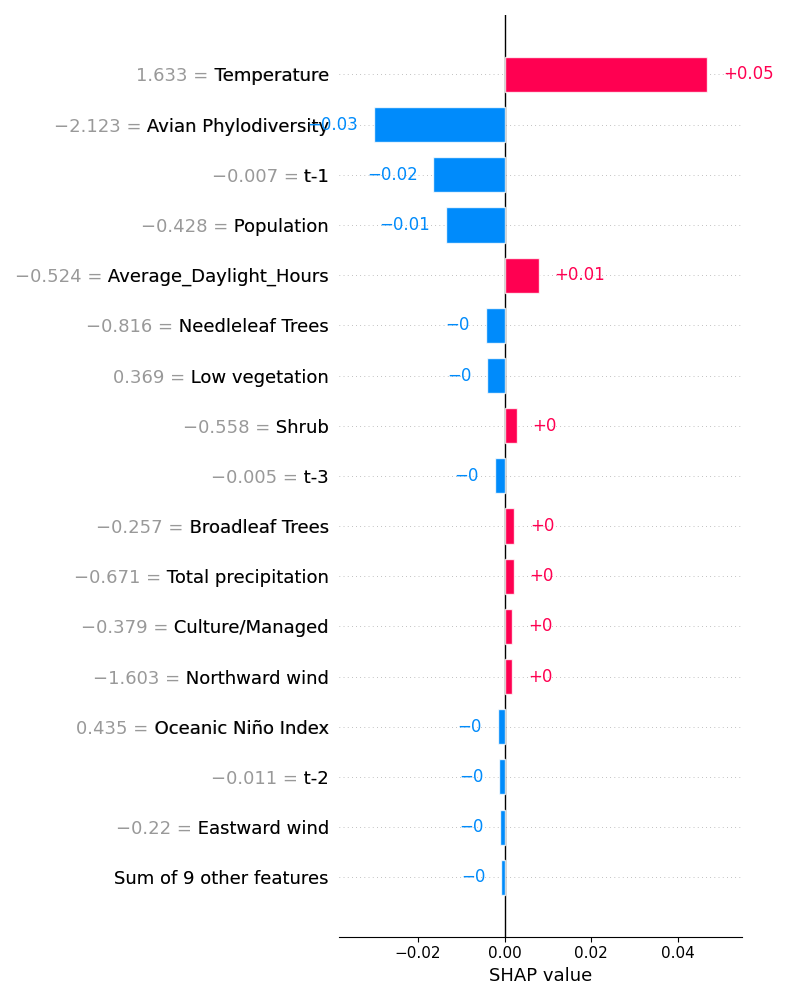 1.633 = Temperature +0.05
−2.123 = Avian Phylodiversity −0.03
−0.007 = t-1 −0.02
−0.428 = Population −0.01
−0.524 = Average_Daylight_Hours +0.01
−0.816 = Needleleaf Trees −0
0.369 = Low vegetation −0
−0.558 = Shrub +0
−0.005 = t-3 −0
−0.257 = Broadleaf Trees +0
−0.671 = Total precipitation +0
−0.379 = Culture/Managed +0
−1.603 = Northward wind +0
0.435 = Oceanic Niño Index −0
−0.011 = t-2 −0
−0.22 = Eastward wind −0
Sum of 9 other features −0
−0.02 0.00 0.02 0.04
SHAP value